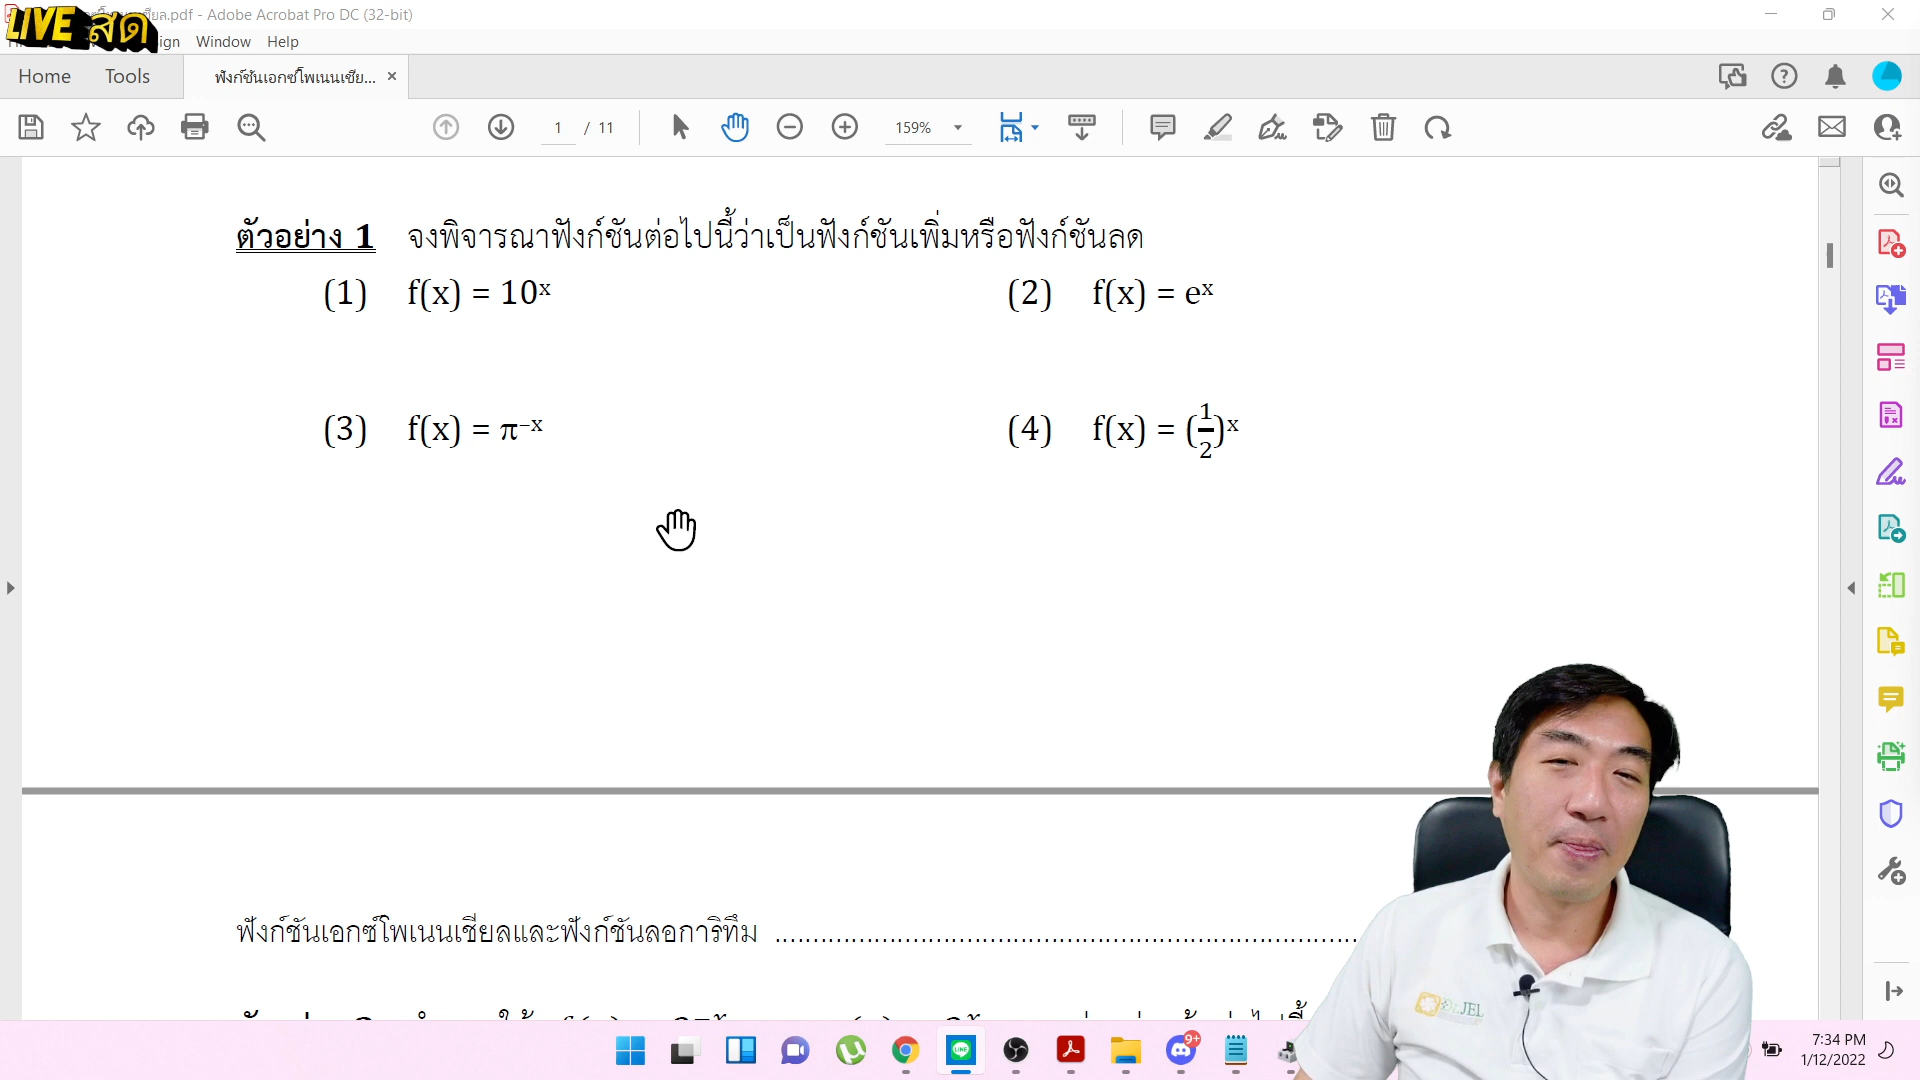 LIVE สด
.pdf - Adobe Acrobat Pro DC (32-bit)
Window Help
Home Tools ฟังก์ชันเอกซ์โพเนนเชีย... ×
1 / 11 159%
ตัวอย่าง 1 จงพิจารณาฟังก์ชันต่อไปนี้ว่าเป็นฟังก์ชันเพิ่มหรือฟังก์ชันลด
(1) f(x) = 10ˣ (2) f(x) = eˣ
(3) f(x) = π⁻ˣ (4) f(x) = (1/2)ˣ
ฟังก์ชันเอกซ์โพเนนเชียลและฟังก์ชันลอการิทึม ......................................................................
JEL
9+
LINE
7:34 PM
1/12/2022